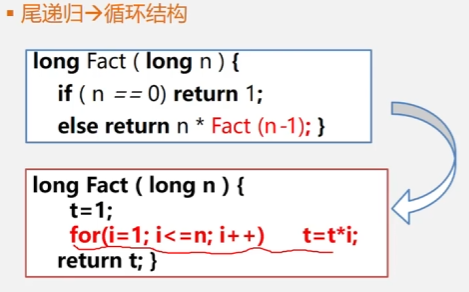 ▪ 尾递归→循环结构
long Fact ( long n ) {
if ( n == 0) return 1;
else return n * Fact (n-1); }
long Fact ( long n ) {
t=1;
for(i=1; i<=n; i++) t=t*i;
return t; }